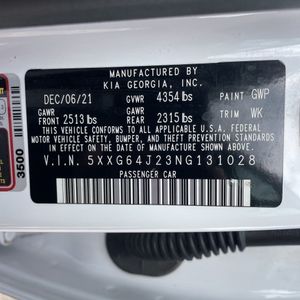 MANUFACTURED BY
KIA GEORGIA, INC.
DEC/06/21 GVWR 4354 lbs PAINT GWP
GAWR GAWR
FRONT 2513 lbs REAR 2315 lbs TRIM WK
THIS VEHICLE CONFORMS TO ALL APPLICABLE U.S. FEDERAL
MOTOR VEHICLE SAFETY, BUMPER, AND THEFT PREVENTION
STANDARDS IN EFFECT ON THE DATE OF MANUFACTURE SHOWN ABOVE.
V.I.N. 5XXG64J23NG131028
PASSENGER CAR
3500